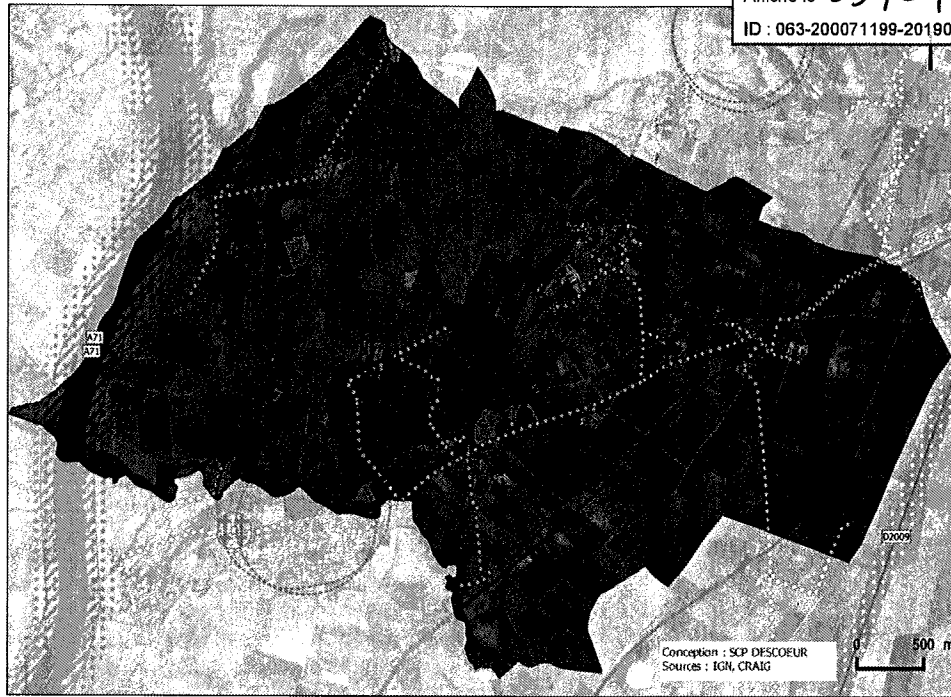 ID : 063-200071199-20190
A71
A71
D2009
Conception : SCP DESCOEUR
Sources : IGN, CRAIG
0 500 m